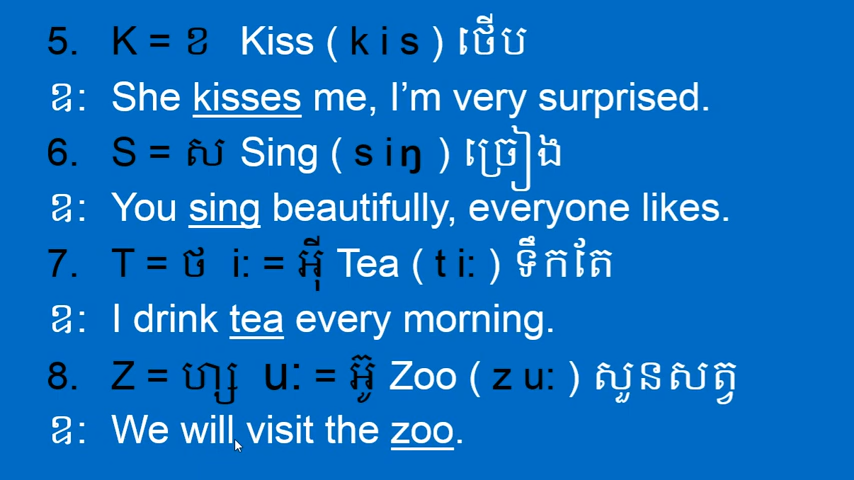 5. K = ខ Kiss ( k i s ) ថើប
ឧ: She kisses me, I'm very surprised.
6. S = ស Sing ( s i ŋ ) ច្រៀង
ឧ: You sing beautifully, everyone likes.
7. T = ថ i: = អ៊ី Tea ( t i: ) ទឹកតែ
ឧ: I drink tea every morning.
8. Z = ហ្ស u: = អ៊ូ Zoo ( z u: ) សួនសត្វ
ឧ: We will visit the zoo.